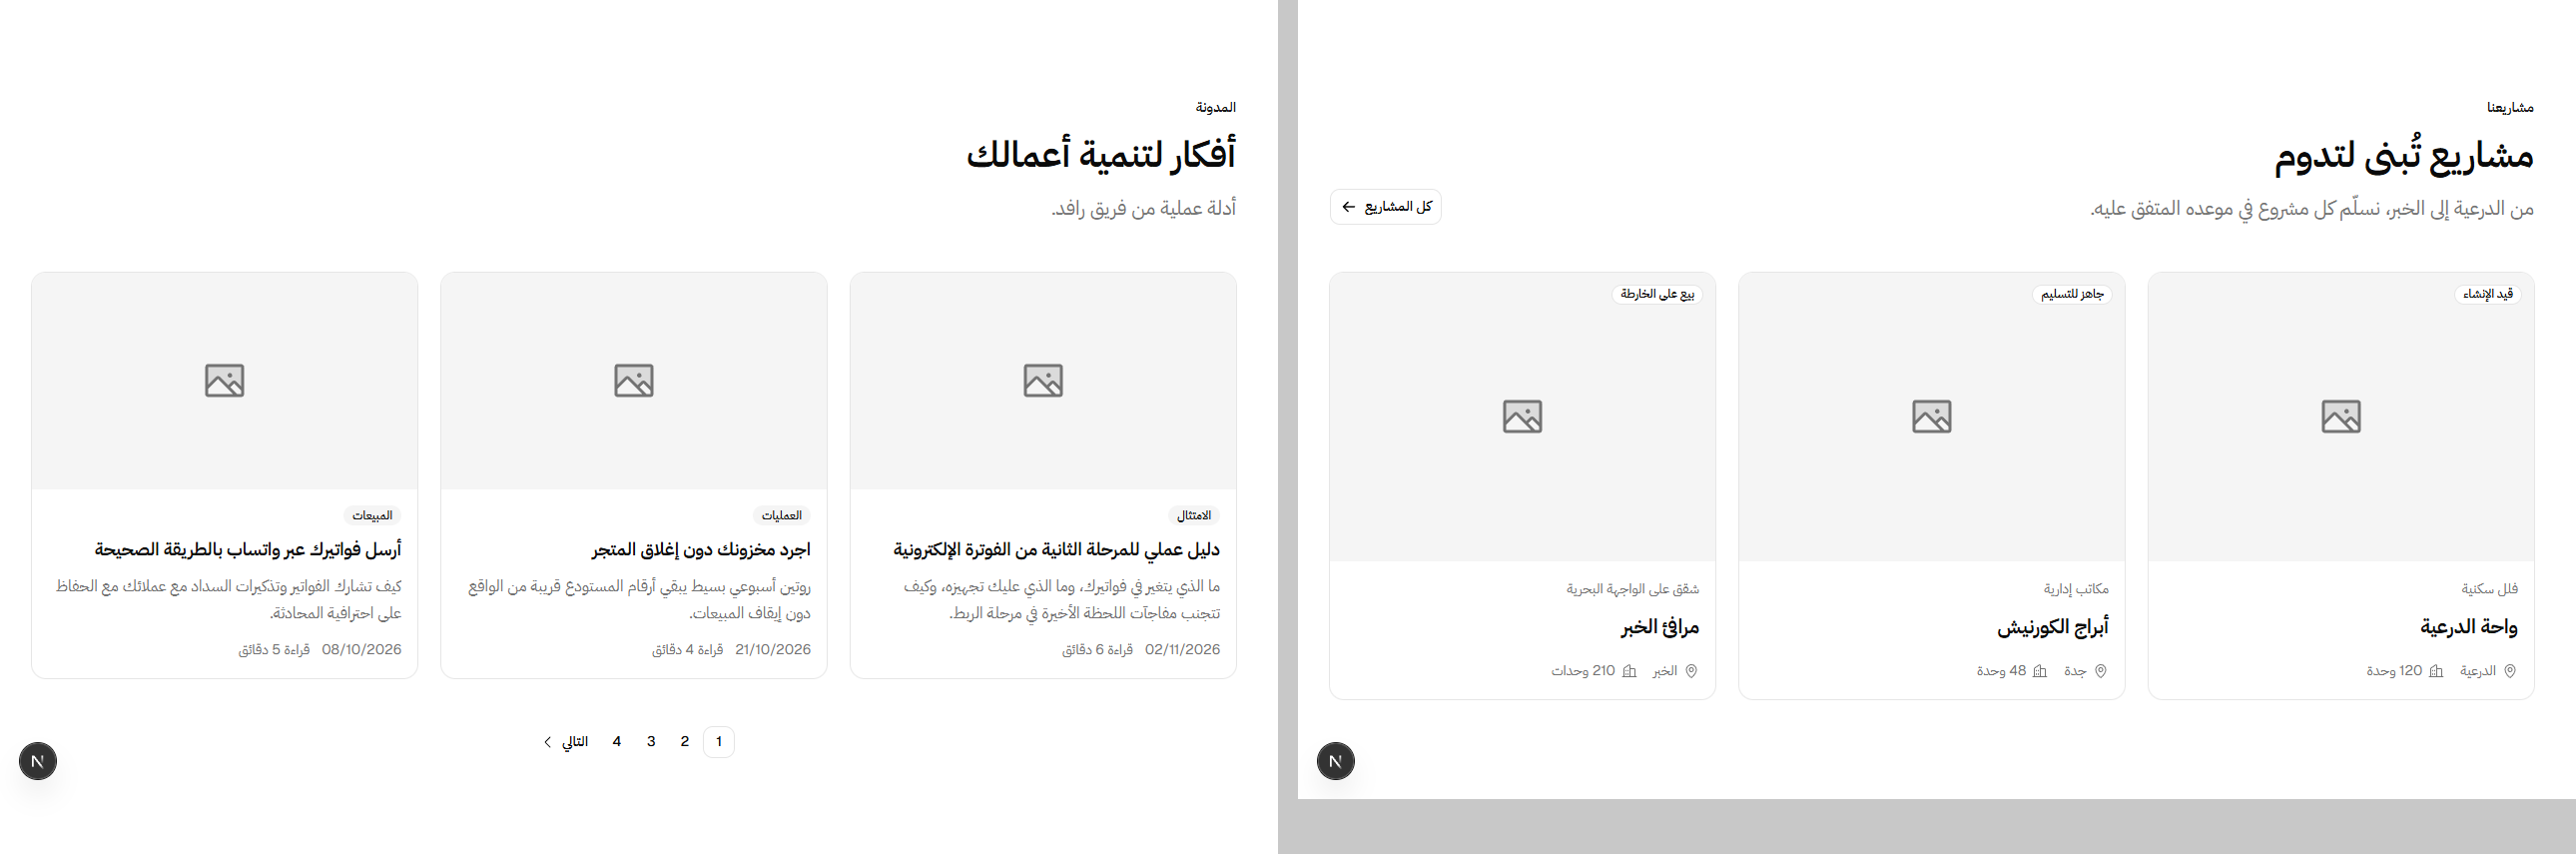 مشاريعنا
مشاريع تُبنى لتدوم
من الدرعية إلى الخبر، نسلّم كل مشروع في موعده المتفق عليه.
كل المشاريع
قيد الإنشاء
فلل سكنية
واحة الدرعية
الدرعية 120 وحدة
جاهز للتسليم
مكاتب إدارية
أبراج الكورنيش
جدة 48 وحدة
بيع على الخارطة
شقق على الواجهة البحرية
مرافئ الخبر
الخبر 210 وحدات
N
المدونة
أفكار لتنمية أعمالك
أدلة عملية من فريق رافد.
الامتثال
دليل عملي للمرحلة الثانية من الفوترة الإلكترونية
ما الذي يتغير في فواتيرك، وما الذي عليك تجهيزه، وكيف
تتجنب مفاجآت اللحظة الأخيرة في مرحلة الربط.
02/11/2026 قراءة 6 دقائق
العمليات
اجرد مخزونك دون إغلاق المتجر
روتين أسبوعي بسيط يبقي أرقام المستودع قريبة من الواقع
دون إيقاف المبيعات.
21/10/2026 قراءة 4 دقائق
المبيعات
أرسل فواتيرك عبر واتساب بالطريقة الصحيحة
كيف تشارك الفواتير وتذكيرات السداد مع عملائك مع الحفاظ
على احترافية المحادثة.
08/10/2026 قراءة 5 دقائق
1 2 3 4 التالي
N